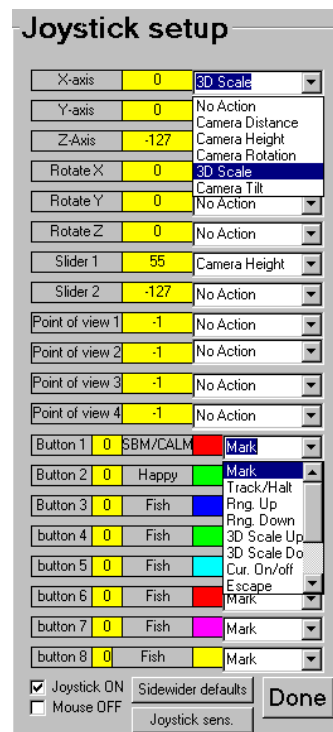 Joystick setup
X-axis 0 3D Scale
Y-axis 0 No Action
Camera Distance
Z-Axis -127 Camera Height
Camera Rotation
Rotate X 0 3D Scale
Camera Tilt
Rotate Y 0 No Action
Rotate Z 0 No Action
Slider 1 55 Camera Height
Slider 2 -127 No Action
Point of view 1 -1 No Action
Point of view 2 -1 No Action
Point of view 3 -1 No Action
Point of view 4 -1 No Action
Button 1 0 SBM/CALM Mark
Button 2 0 Happy Mark
Track/Halt
Button 3 0 Fish Rng. Up
Rng. Down
button 4 0 Fish 3D Scale Up
3D Scale Do
button 5 0 Fish Cur. On/off
Escape
button 6 0 Fish Mark
button 7 0 Fish Mark
button 8 0 Fish Mark
Joystick ON Sidewider defaults Done
Mouse OFF Joystick sens.